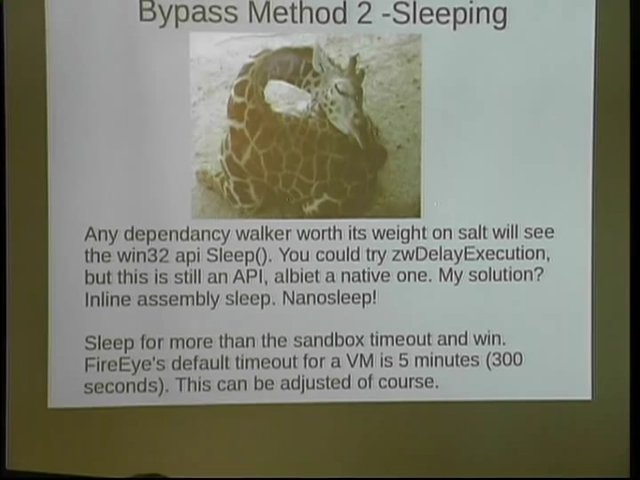 Bypass Method 2 -Sleeping
Any dependancy walker worth its weight on salt will see
the win32 api Sleep(). You could try zwDelayExecution,
but this is still an API, albiet a native one. My solution?
Inline assembly sleep. Nanosleep!
Sleep for more than the sandbox timeout and win.
FireEye's default timeout for a VM is 5 minutes (300
seconds). This can be adjusted of course.